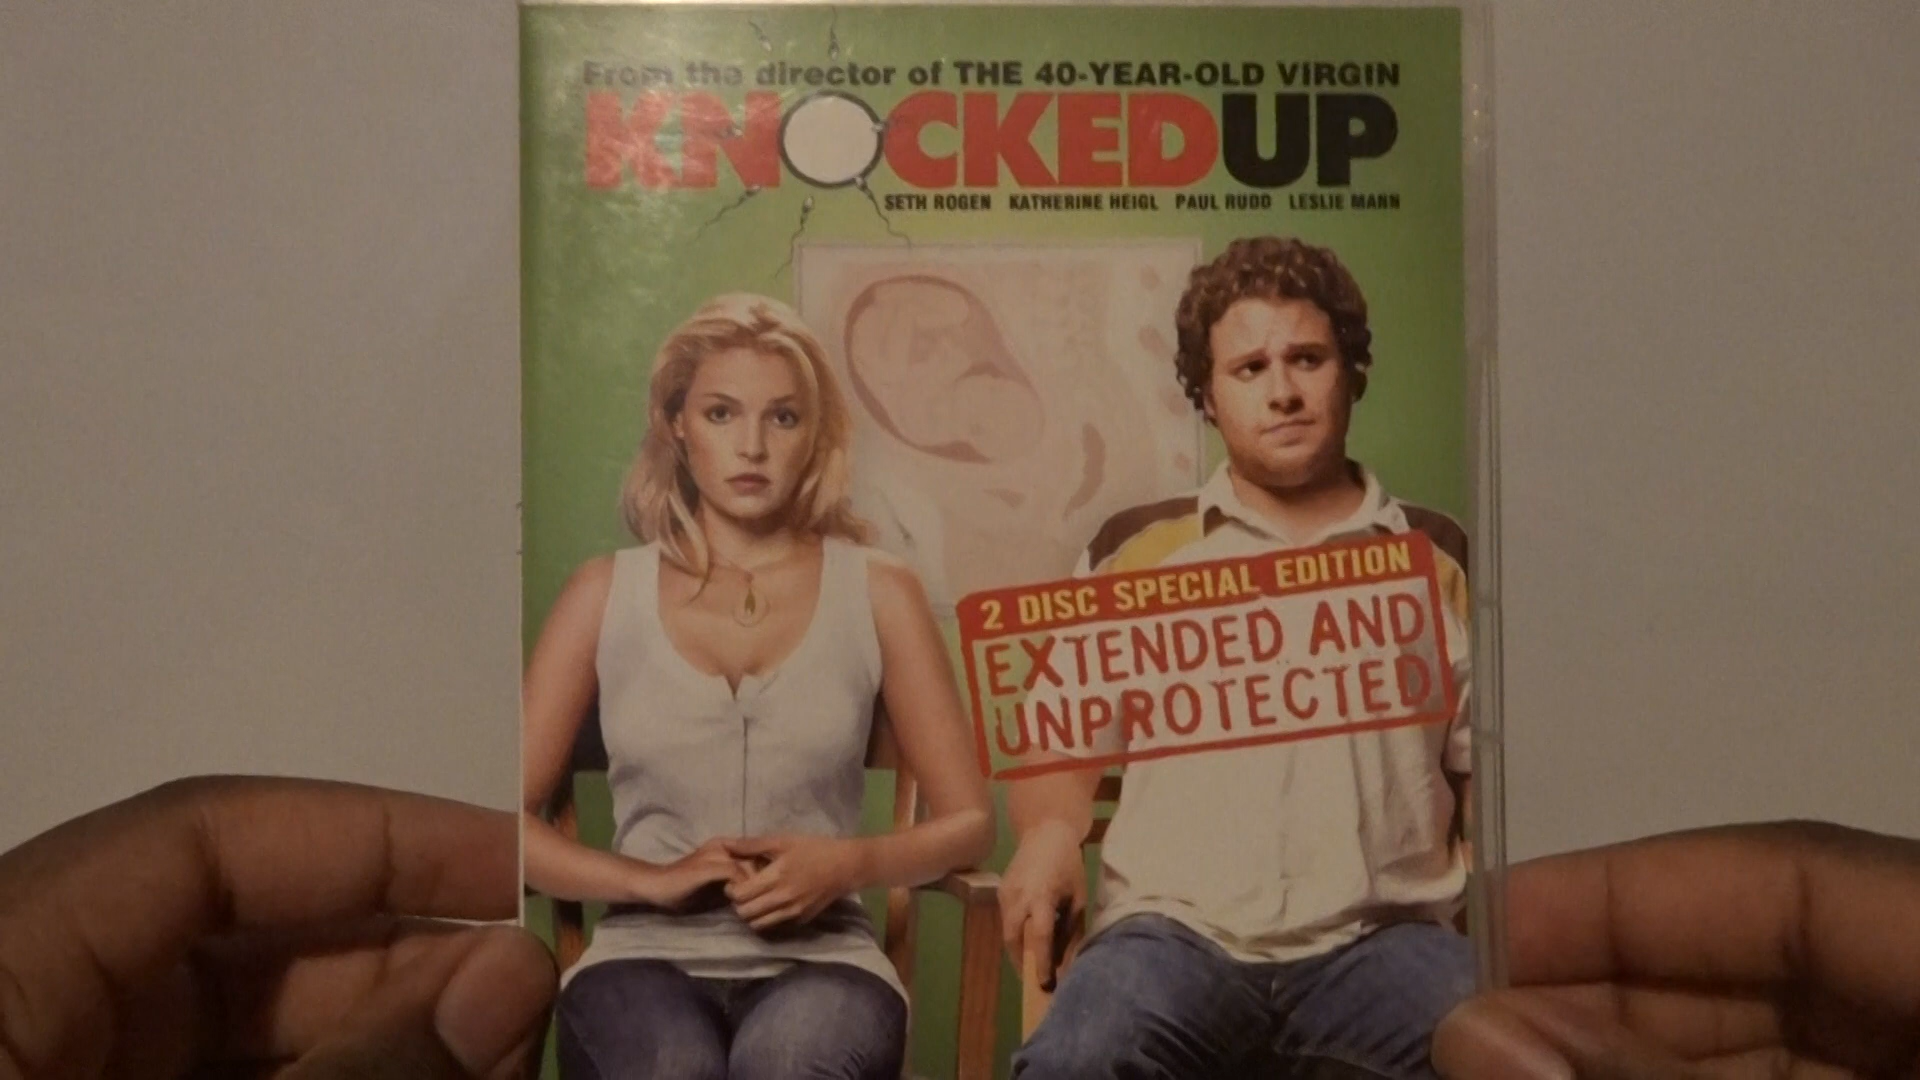 From the director of THE 40-YEAR-OLD VIRGIN
KNOCKED UP
SETH ROGEN KATHERINE HEIGL PAUL RUDD LESLIE MANN
2 DISC SPECIAL EDITION
EXTENDED AND
UNPROTECTED